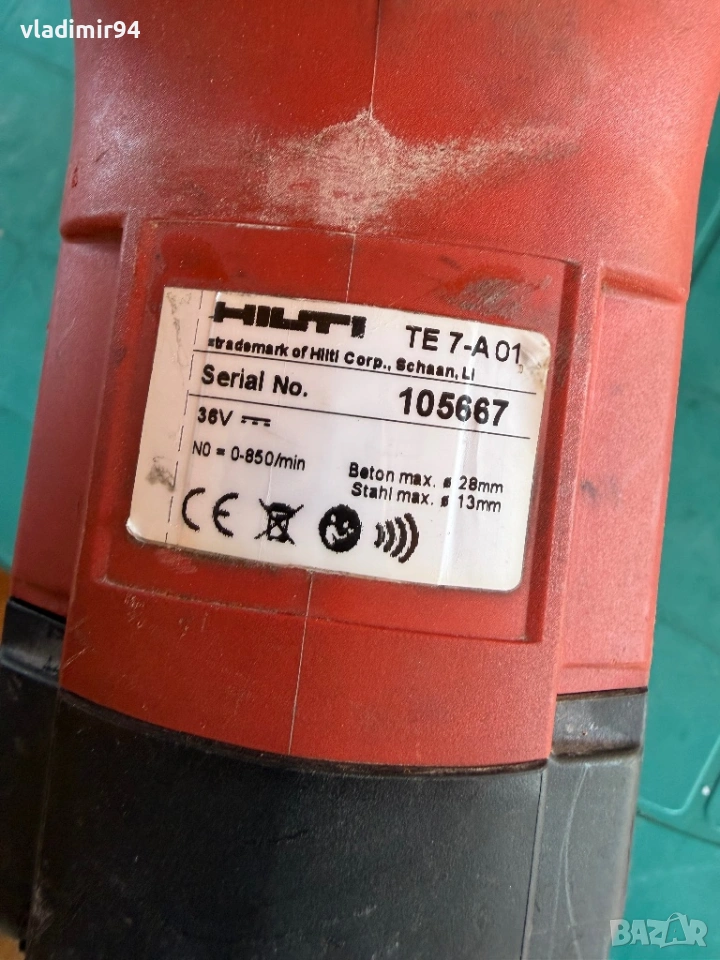 vladimir94
HILTI TE 7-A 01
=trademark of Hilti Corp., Schaan, LI
Serial No. 105667
36V ⎓
N0 = 0-850/min
Beton max. ø 28mm
Stahl max. ø 13mm
CE
BAZAR